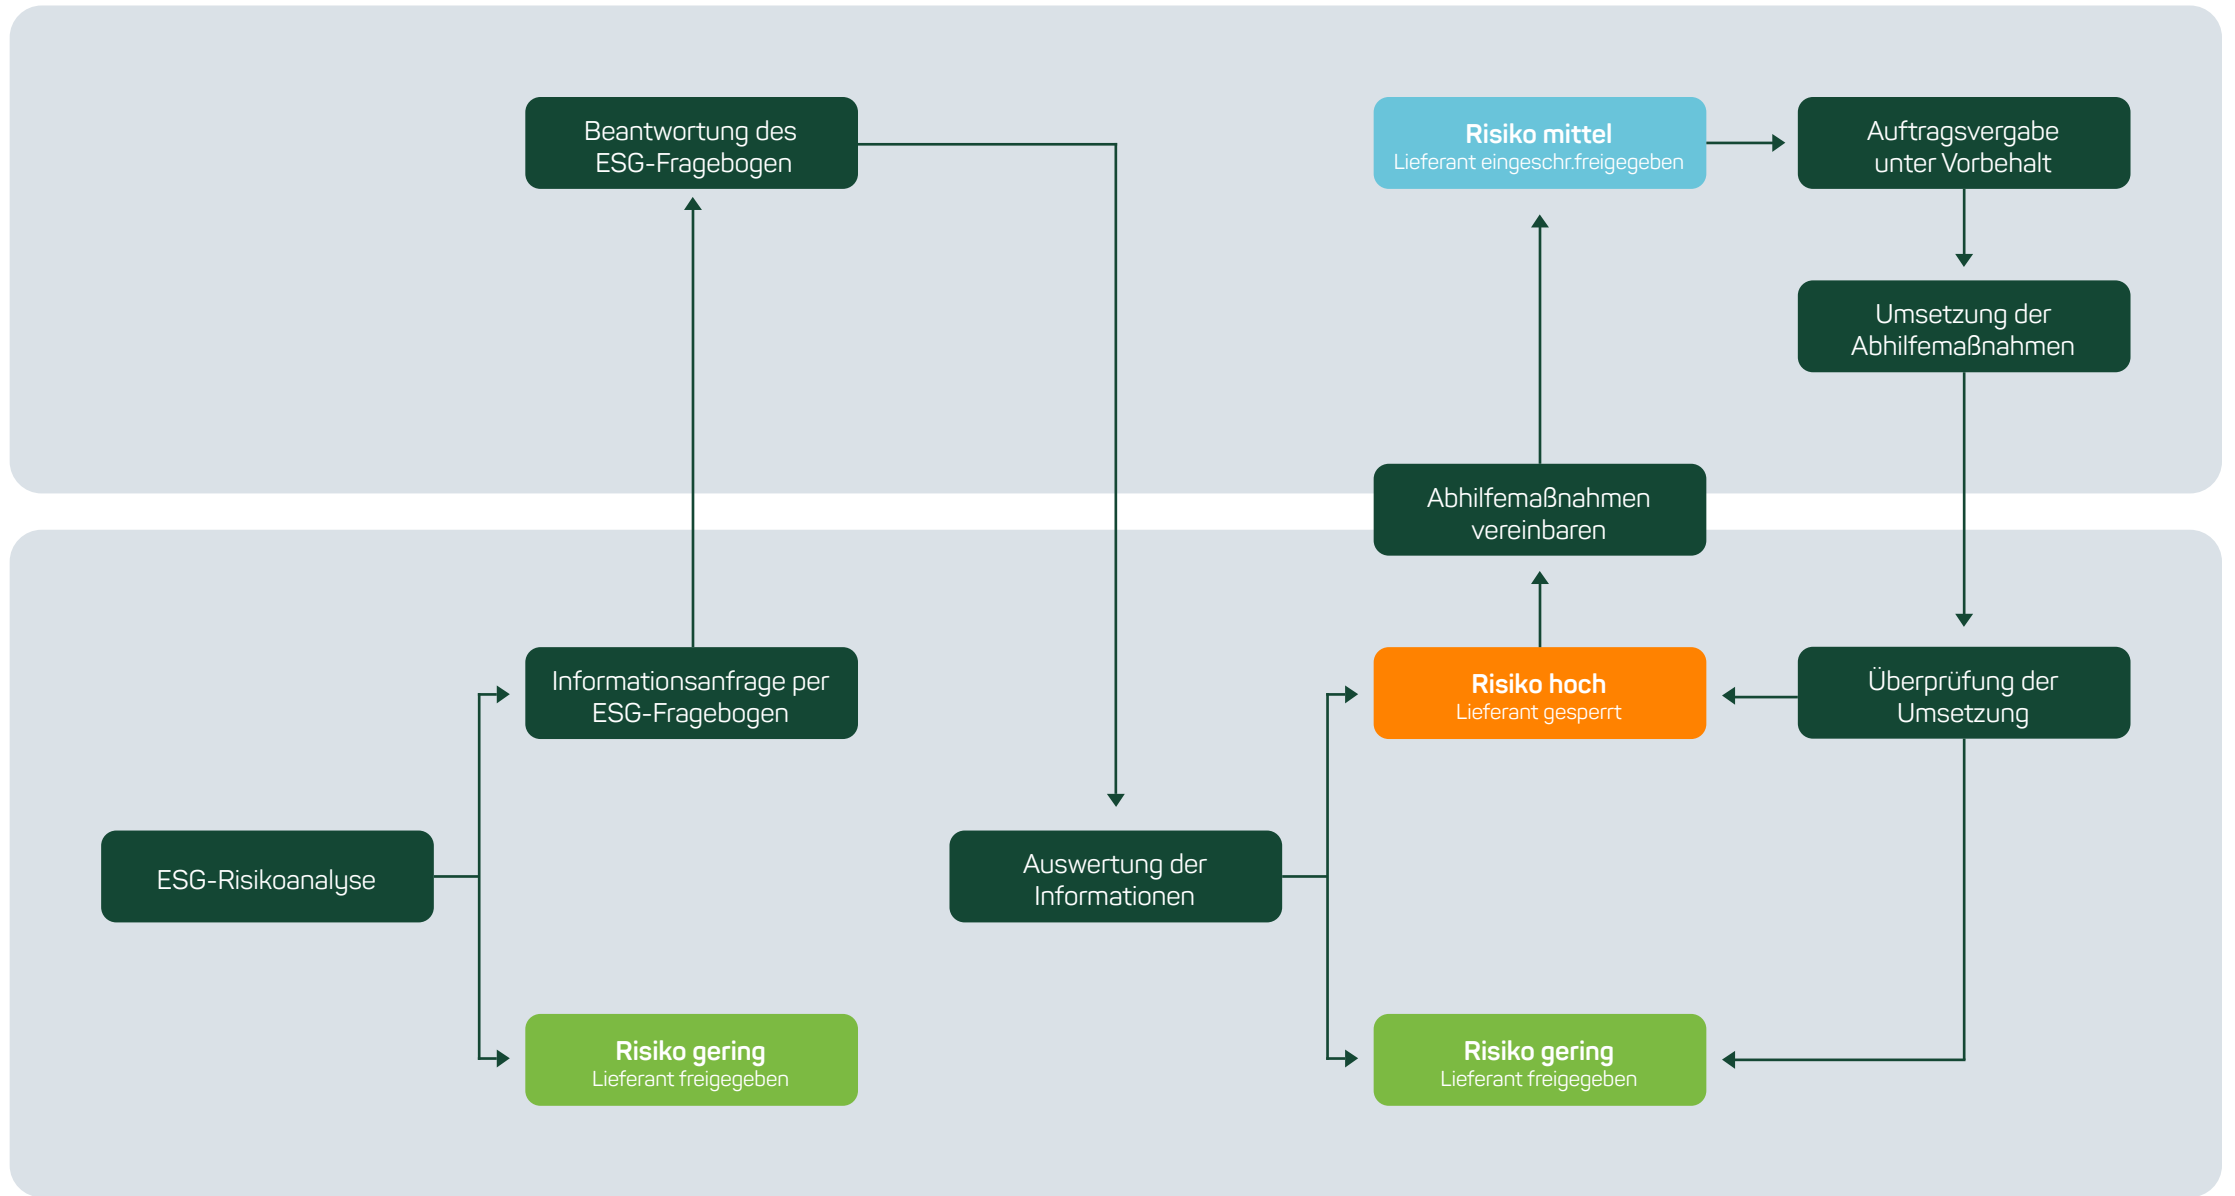 Beantwortung des
ESG-Fragebogen
Risiko mittel
Lieferant eingeschr.freigegeben
Auftragsvergabe
unter Vorbehalt
Umsetzung der
Abhilfemaßnahmen
Abhilfemaßnahmen
vereinbaren
Informationsanfrage per
ESG-Fragebogen
Risiko hoch
Lieferant gesperrt
Überprüfung der
Umsetzung
ESG-Risikoanalyse
Auswertung der
Informationen
Risiko gering
Lieferant freigegeben
Risiko gering
Lieferant freigegeben